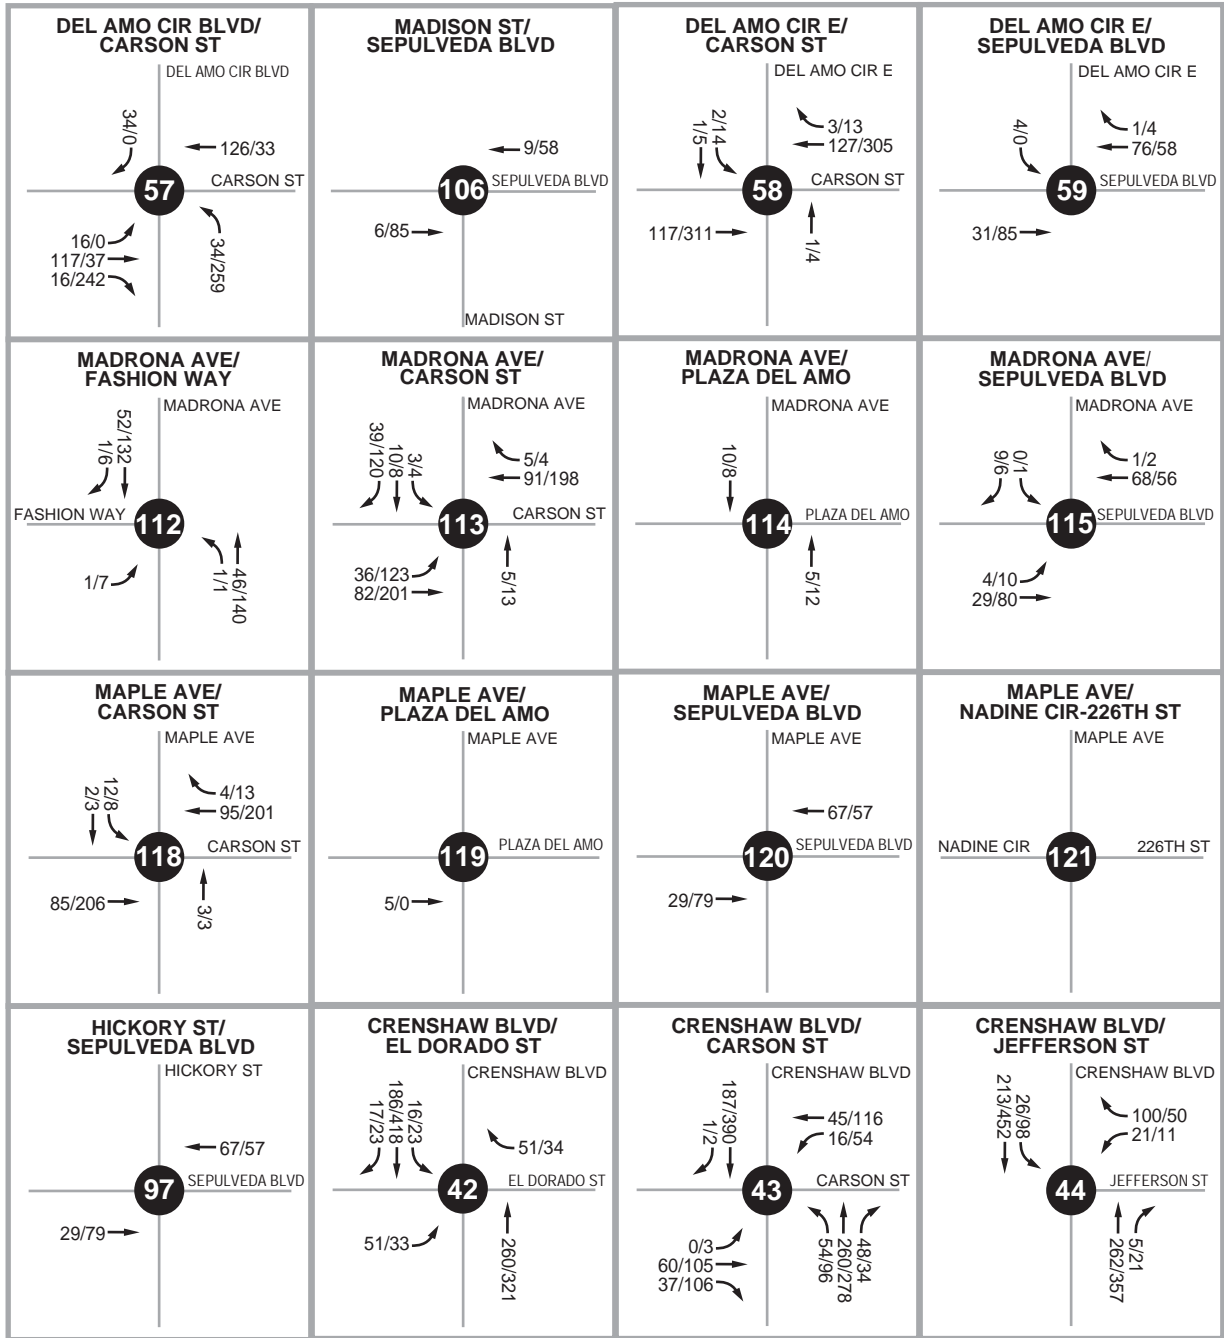 DEL AMO CIR BLVD/
CARSON ST
DEL AMO CIR BLVD
34/0
126/33
CARSON ST
57
16/0
117/37
16/242
34/259
MADISON ST/
SEPULVEDA BLVD
9/58
106
SEPULVEDA BLVD
6/85
MADISON ST
DEL AMO CIR E/
CARSON ST
DEL AMO CIR E
1/5
2/14
3/13
127/305
58
CARSON ST
117/311
1/4
DEL AMO CIR E/
SEPULVEDA BLVD
DEL AMO CIR E
4/0
1/4
76/58
59
SEPULVEDA BLVD
31/85
MADRONA AVE/
FASHION WAY
MADRONA AVE
1/6
52/132
FASHION WAY
112
1/7
1/1
46/140
MADRONA AVE/
CARSON ST
MADRONA AVE
39/120
10/8
3/4
5/4
91/198
113
CARSON ST
36/123
82/201
5/13
MADRONA AVE/
PLAZA DEL AMO
MADRONA AVE
10/8
114
PLAZA DEL AMO
5/12
MADRONA AVE/
SEPULVEDA BLVD
MADRONA AVE
9/6
0/1
1/2
68/56
115
SEPULVEDA BLVD
4/10
29/80
MAPLE AVE/
CARSON ST
MAPLE AVE
2/3
12/8
4/13
95/201
118
CARSON ST
85/206
3/3
MAPLE AVE/
PLAZA DEL AMO
MAPLE AVE
119
PLAZA DEL AMO
5/0
MAPLE AVE/
SEPULVEDA BLVD
MAPLE AVE
67/57
120
SEPULVEDA BLVD
29/79
MAPLE AVE/
NADINE CIR-226TH ST
MAPLE AVE
NADINE CIR
121
226TH ST
HICKORY ST/
SEPULVEDA BLVD
HICKORY ST
67/57
97
SEPULVEDA BLVD
29/79
CRENSHAW BLVD/
EL DORADO ST
CRENSHAW BLVD
17/23
186/418
16/23
51/34
42
EL DORADO ST
51/33
260/321
CRENSHAW BLVD/
CARSON ST
CRENSHAW BLVD
1/2
187/390
45/116
16/54
43
CARSON ST
0/3
60/105
37/106
54/96
260/278
48/34
CRENSHAW BLVD/
JEFFERSON ST
CRENSHAW BLVD
213/452
26/98
100/50
21/11
44
JEFFERSON ST
262/357
5/21